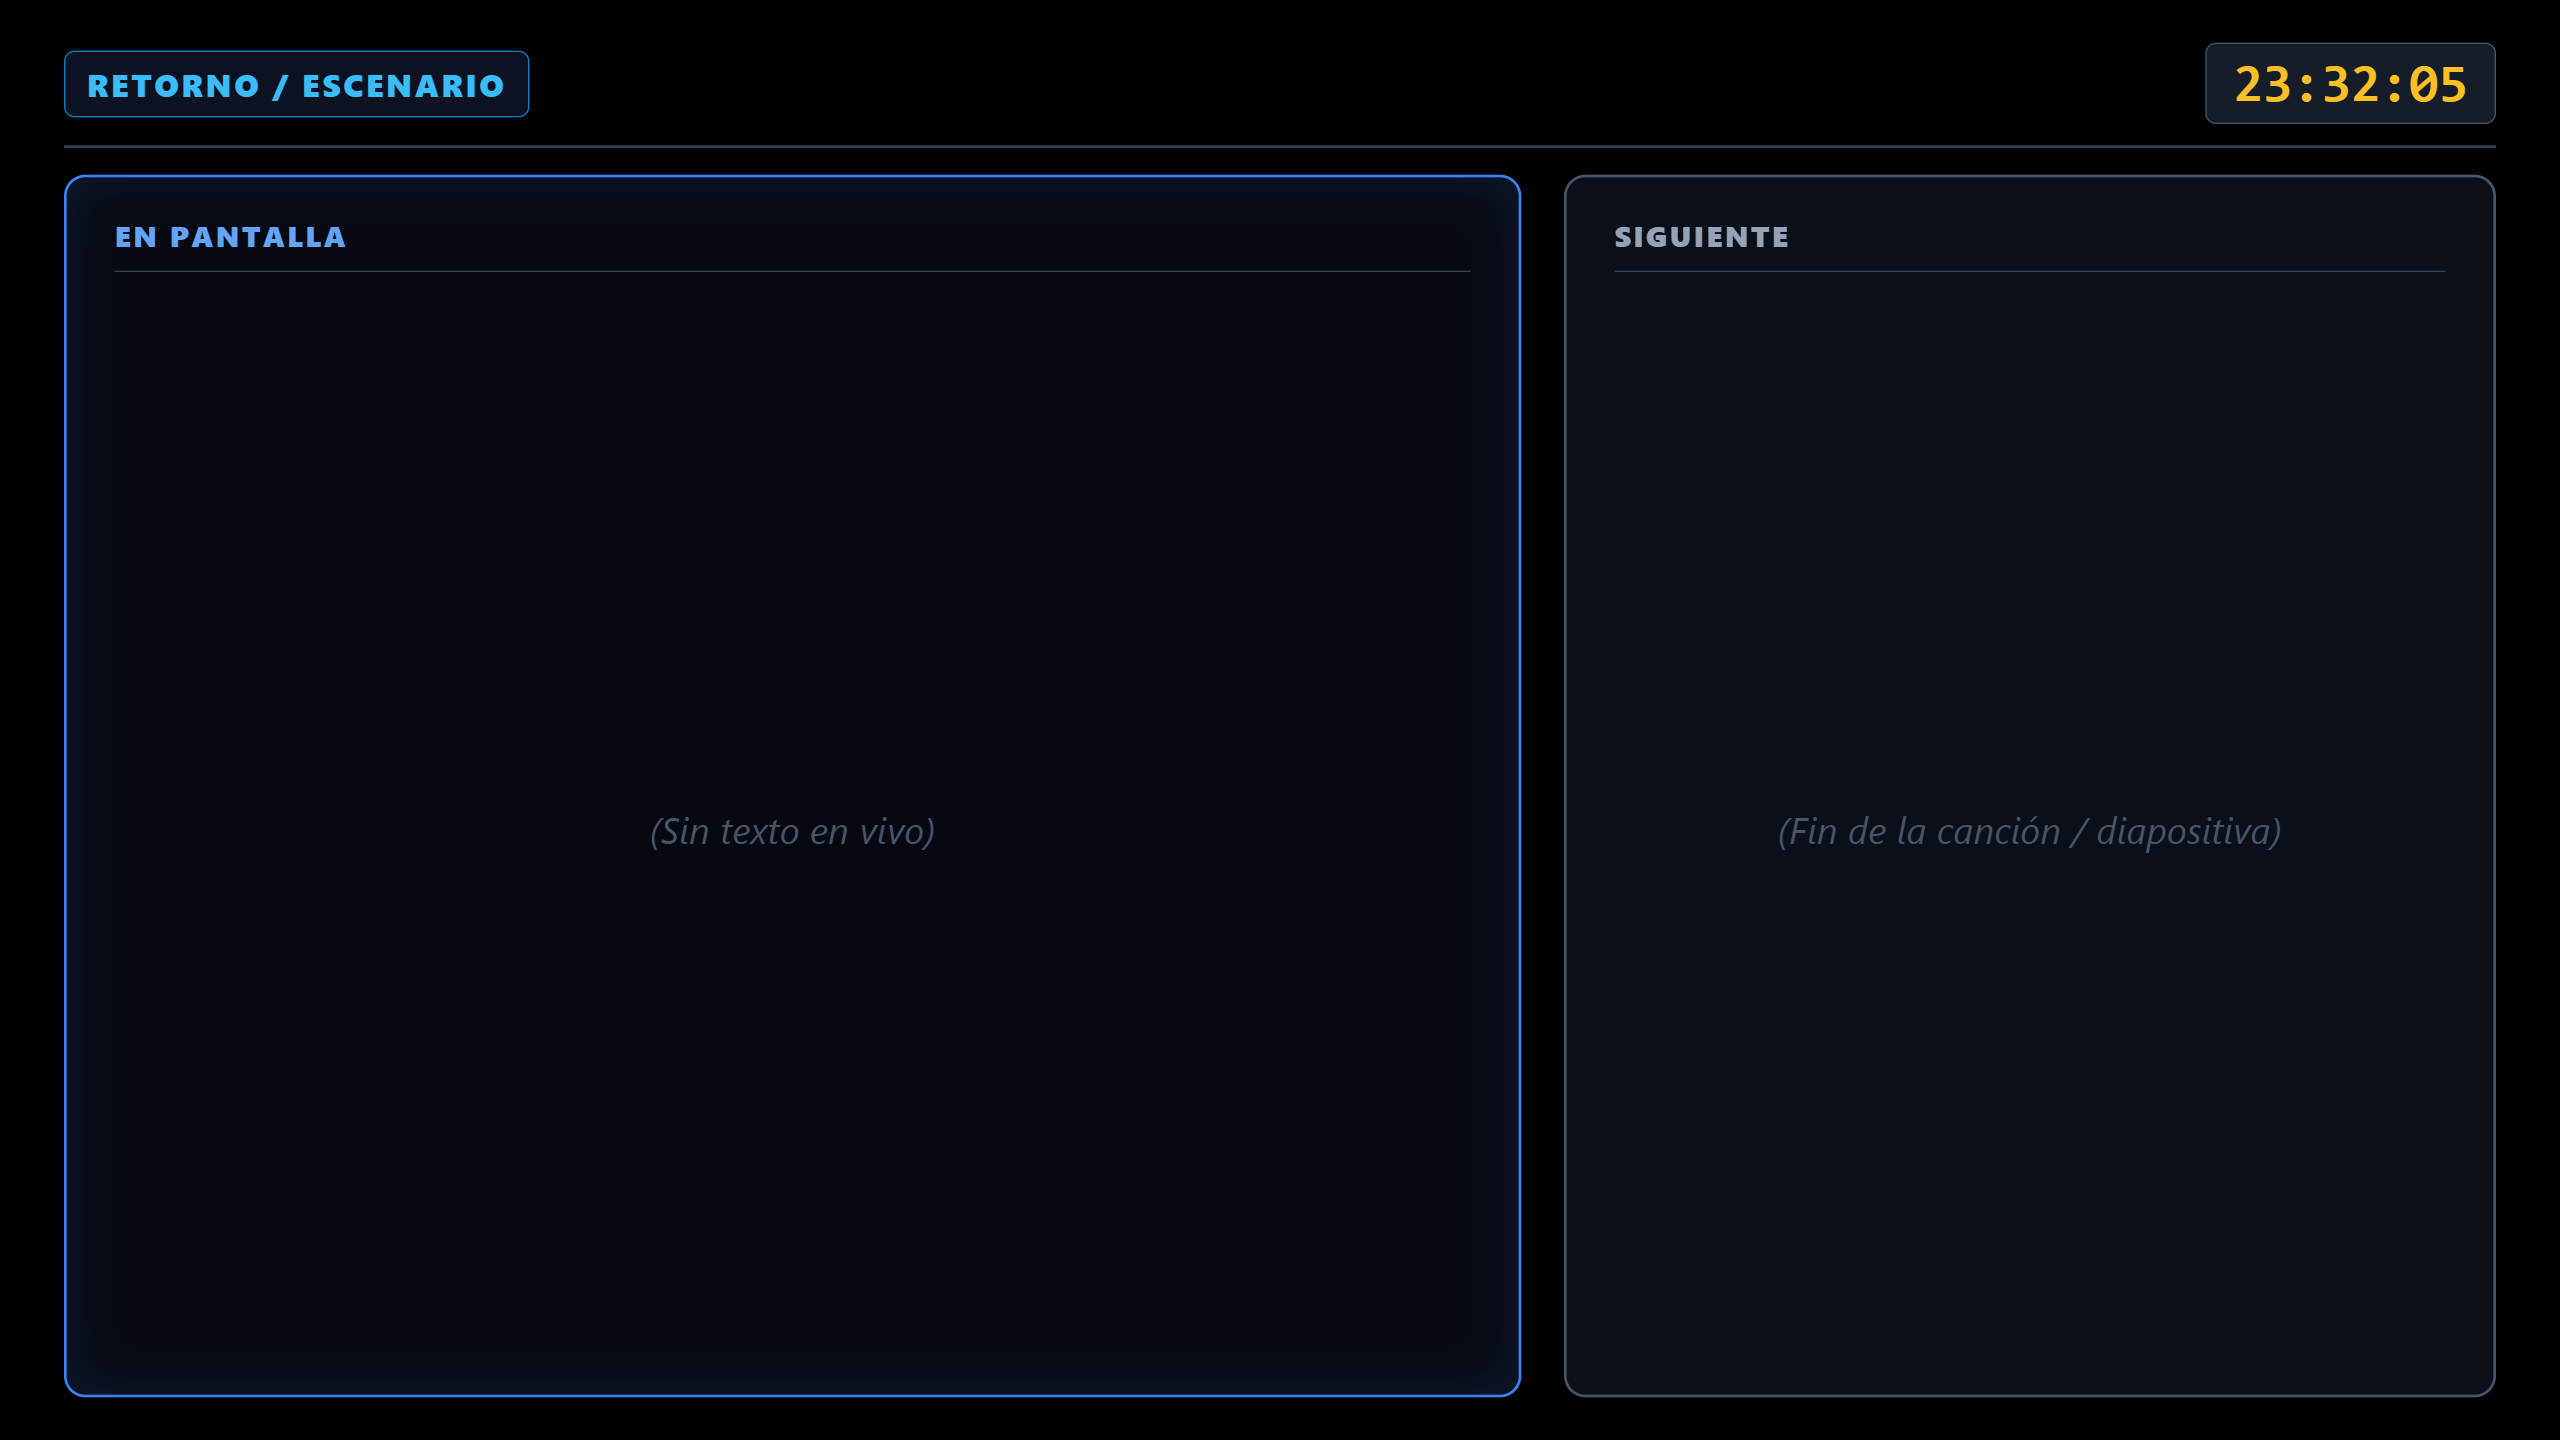 RETORNO / ESCENARIO
23:32:05
EN PANTALLA
(Sin texto en vivo)
SIGUIENTE
(Fin de la canción / diapositiva)